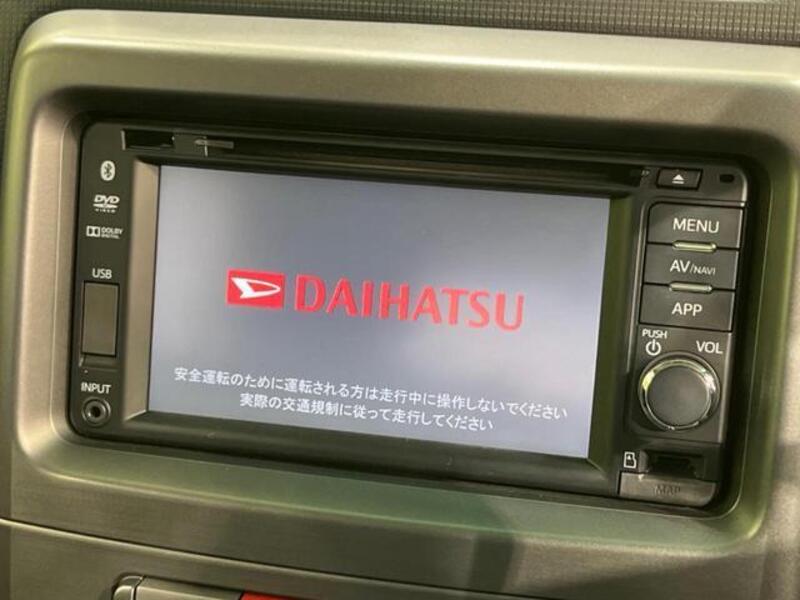 DVD
VIDEO
DOLBY
DIGITAL
USB
INPUT
DAIHATSU
安全運転のために運転される方は走行中に操作しないでください
実際の交通規制に従って走行してください
MENU
AV/NAVI
APP
PUSH
VOL
MAP